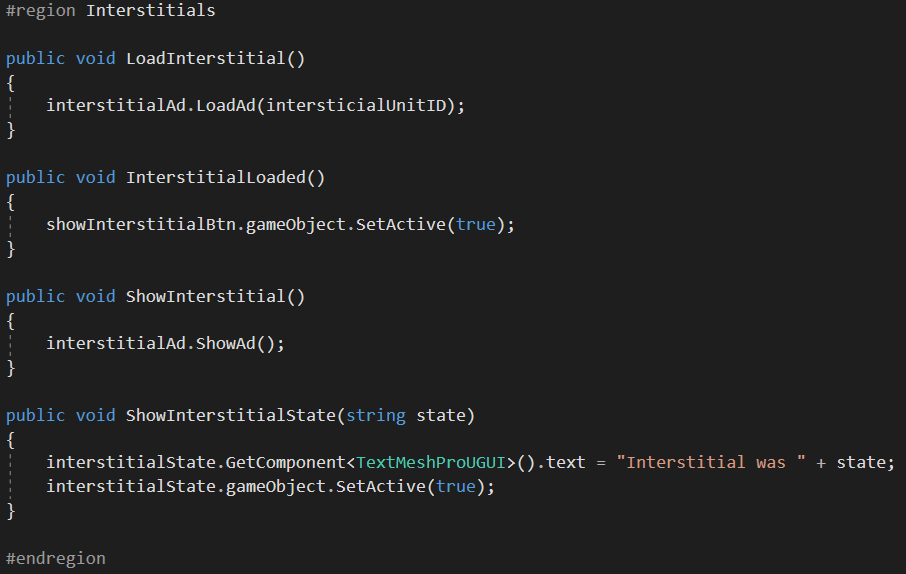 #region Interstitials
public void LoadInterstitial()
{
interstitialAd.LoadAd(intersticialUnitID);
}
public void InterstitialLoaded()
{
showInterstitialBtn.gameObject.SetActive(true);
}
public void ShowInterstitial()
{
interstitialAd.ShowAd();
}
public void ShowInterstitialState(string state)
{
interstitialState.GetComponent<TextMeshProUGUI>().text = "Interstitial was " + state;
interstitialState.gameObject.SetActive(true);
}
#endregion